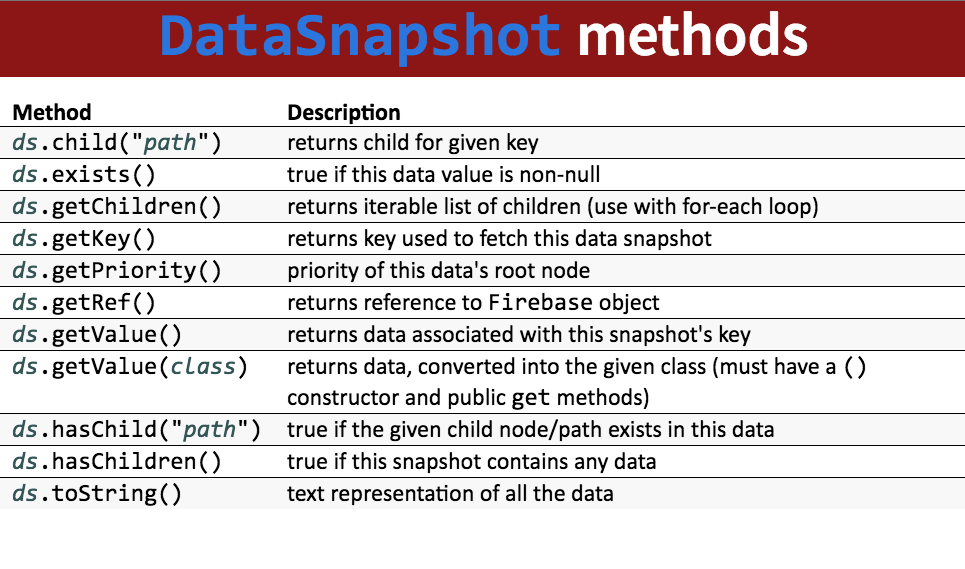 DataSnapshot methods
Method Description
ds.child("path") returns child for given key
ds.exists() true if this data value is non-null
ds.getChildren() returns iterable list of children (use with for-each loop)
ds.getKey() returns key used to fetch this data snapshot
ds.getPriority() priority of this data's root node
ds.getRef() returns reference to Firebase object
ds.getValue() returns data associated with this snapshot's key
ds.getValue(class) returns data, converted into the given class (must have a ()
constructor and public get methods)
ds.hasChild("path") true if the given child node/path exists in this data
ds.hasChildren() true if this snapshot contains any data
ds.toString() text representation of all the data